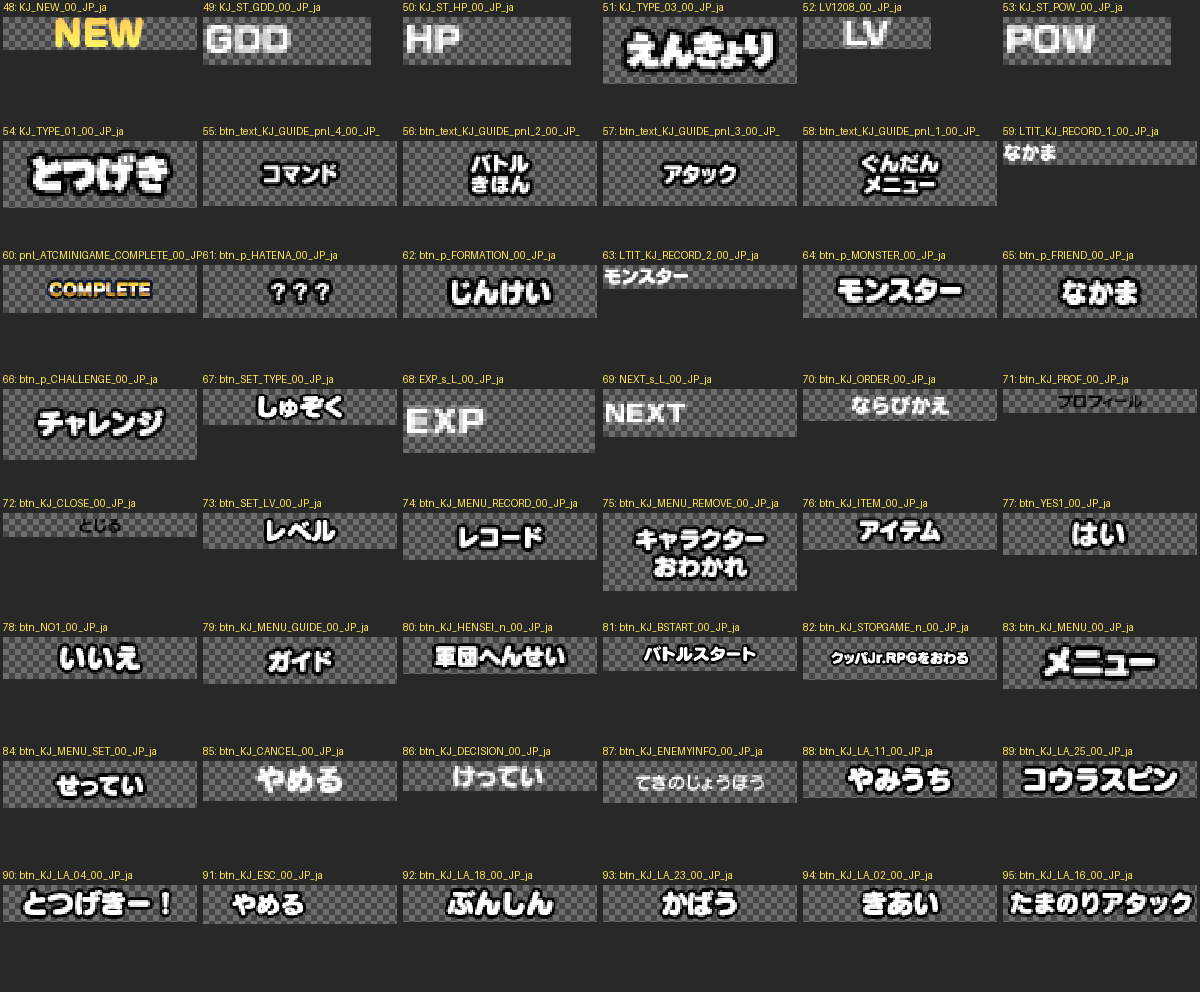 48: KJ_NEW_00_JP_ja
NEW
49: KJ_ST_GDD_00_JP_ja
GDD
50: KJ_ST_HP_00_JP_ja
HP
51: KJ_TYPE_03_00_JP_ja
えんきょり
52: LV1208_00_JP_ja
LV
53: KJ_ST_POW_00_JP_ja
POW
54: KJ_TYPE_01_00_JP_ja
とつげき
55: btn_text_KJ_GUIDE_pnl_4_00_JP_
コマンド
56: btn_text_KJ_GUIDE_pnl_2_00_JP_
バトル
きほん
57: btn_text_KJ_GUIDE_pnl_3_00_JP_
アタック
58: btn_text_KJ_GUIDE_pnl_1_00_JP_
ぐんだん
メニュー
59: LTIT_KJ_RECORD_1_00_JP_ja
なかま
60: pnl_ATCMINIGAME_COMPLETE_00_JP
COMPLETE
61: btn_p_HATENA_00_JP_ja
???
62: btn_p_FORMATION_00_JP_ja
じんけい
63: LTIT_KJ_RECORD_2_00_JP_ja
モンスター
64: btn_p_MONSTER_00_JP_ja
モンスター
65: btn_p_FRIEND_00_JP_ja
なかま
66: btn_p_CHALLENGE_00_JP_ja
チャレンジ
67: btn_SET_TYPE_00_JP_ja
しゅぞく
68: EXP_s_L_00_JP_ja
EXP
69: NEXT_s_L_00_JP_ja
NEXT
70: btn_KJ_ORDER_00_JP_ja
ならびかえ
71: btn_KJ_PROF_00_JP_ja
プロフィール
72: btn_KJ_CLOSE_00_JP_ja
とじる
73: btn_SET_LV_00_JP_ja
レベル
74: btn_KJ_MENU_RECORD_00_JP_ja
レコード
75: btn_KJ_MENU_REMOVE_00_JP_ja
キャラクター
おわかれ
76: btn_KJ_ITEM_00_JP_ja
アイテム
77: btn_YES1_00_JP_ja
はい
78: btn_NO1_00_JP_ja
いいえ
79: btn_KJ_MENU_GUIDE_00_JP_ja
ガイド
80: btn_KJ_HENSEI_n_00_JP_ja
軍団へんせい
81: btn_KJ_BSTART_00_JP_ja
バトルスタート
82: btn_KJ_STOPGAME_n_00_JP_ja
クッパJr.RPGをおわる
83: btn_KJ_MENU_00_JP_ja
メニュー
84: btn_KJ_MENU_SET_00_JP_ja
せってい
85: btn_KJ_CANCEL_00_JP_ja
やめる
86: btn_KJ_DECISION_00_JP_ja
けってい
87: btn_KJ_ENEMYINFO_00_JP_ja
てきのじょうほう
88: btn_KJ_LA_11_00_JP_ja
やみうち
89: btn_KJ_LA_25_00_JP_ja
コウラスピン
90: btn_KJ_LA_04_00_JP_ja
とつげきー!
91: btn_KJ_ESC_00_JP_ja
やめる
92: btn_KJ_LA_18_00_JP_ja
ぶんしん
93: btn_KJ_LA_23_00_JP_ja
かばう
94: btn_KJ_LA_02_00_JP_ja
きあい
95: btn_KJ_LA_16_00_JP_ja
たまのりアタック